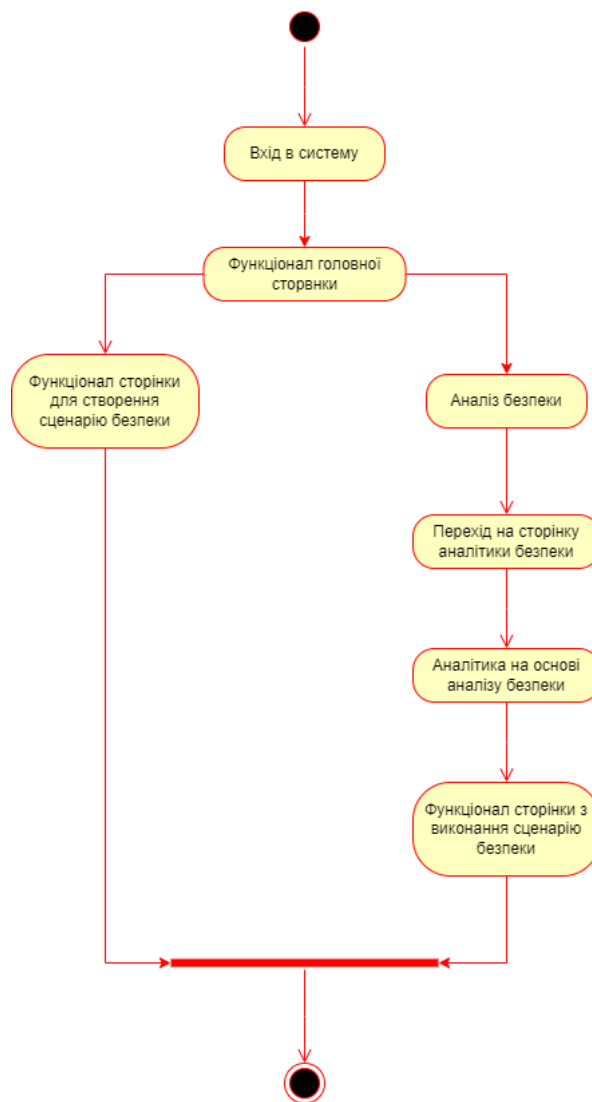 Вхід в систему
Функціонал головної
сторвнки
Функціонал сторінки
для створення
сценарію безпеки
Аналіз безпеки
Перехід на сторінку
аналітики безпеки
Аналітика на основі
аналізу безпеки
Функціонал сторінки з
виконання сценарію
безпеки